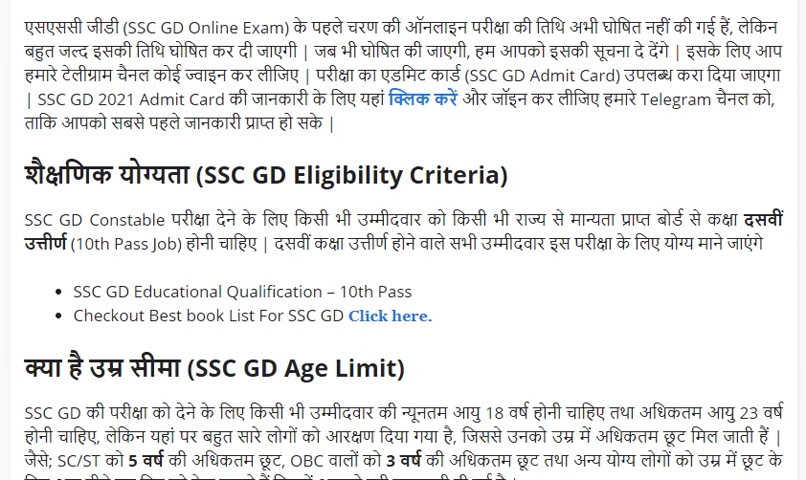 एसएससी जीडी (SSC GD Online Exam) के पहले चरण की ऑनलाइन परीक्षा की तिथि अभी घोषित नहीं की गई हैं, लेकिन
बहुत जल्द इसकी तिथि घोषित कर दी जाएगी | जब भी घोषित की जाएगी, हम आपको इसकी सूचना दे देंगे | इसके लिए आप
हमारे टेलीग्राम चैनल कोई ज्वाइन कर लीजिए | परीक्षा का एडमिट कार्ड (SSC GD Admit Card) उपलब्ध करा दिया जाएगा
| SSC GD 2021 Admit Card की जानकारी के लिए यहां क्लिक करें और जॉइन कर लीजिए हमारे Telegram चैनल को,
ताकि आपको सबसे पहले जानकारी प्राप्त हो सके |
शैक्षणिक योग्यता (SSC GD Eligibility Criteria)
SSC GD Constable परीक्षा देने के लिए किसी भी उम्मीदवार को किसी भी राज्य से मान्यता प्राप्त बोर्ड से कक्षा दसवीं
उत्तीर्ण (10th Pass Job) होनी चाहिए | दसवीं कक्षा उत्तीर्ण होने वाले सभी उम्मीदवार इस परीक्षा के लिए योग्य माने जाएंगे
• SSC GD Educational Qualification – 10th Pass
• Checkout Best book List For SSC GD Click here.
क्या है उम्र सीमा (SSC GD Age Limit)
SSC GD की परीक्षा को देने के लिए किसी भी उम्मीदवार की न्यूनतम आयु 18 वर्ष होनी चाहिए तथा अधिकतम आयु 23 वर्ष
होनी चाहिए, लेकिन यहां पर बहुत सारे लोगों को आरक्षण दिया गया है, जिससे उनको उम्र में अधिकतम छूट मिल जाती हैं |
जैसे; SC/ST को 5 वर्ष की अधिकतम छूट, OBC वालों को 3 वर्ष की अधिकतम छूट तथा अन्य योग्य लोगों को उम्र में छूट के